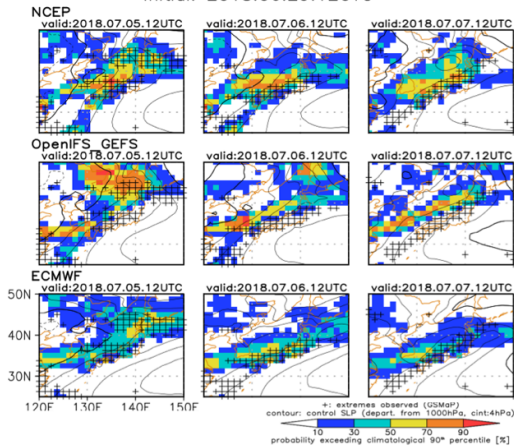 NCEP
valid:2018.07.05.12UTC valid:2018.07.06.12UTC valid:2018.07.07.12UTC
OpenIFS_GEFS
valid:2018.07.05.12UTC valid:2018.07.06.12UTC valid:2018.07.07.12UTC
ECMWF
valid:2018.07.05.12UTC valid:2018.07.06.12UTC valid:2018.07.07.12UTC
50N
40N
30N
120E 130E 140E 150E
+: extremes observed (GSMaP)
contour: control SLP (depart. from 1000hPa, cint:4hPa)
10 30 50 70 90
probability exceeding climatological 90th percentile [%]